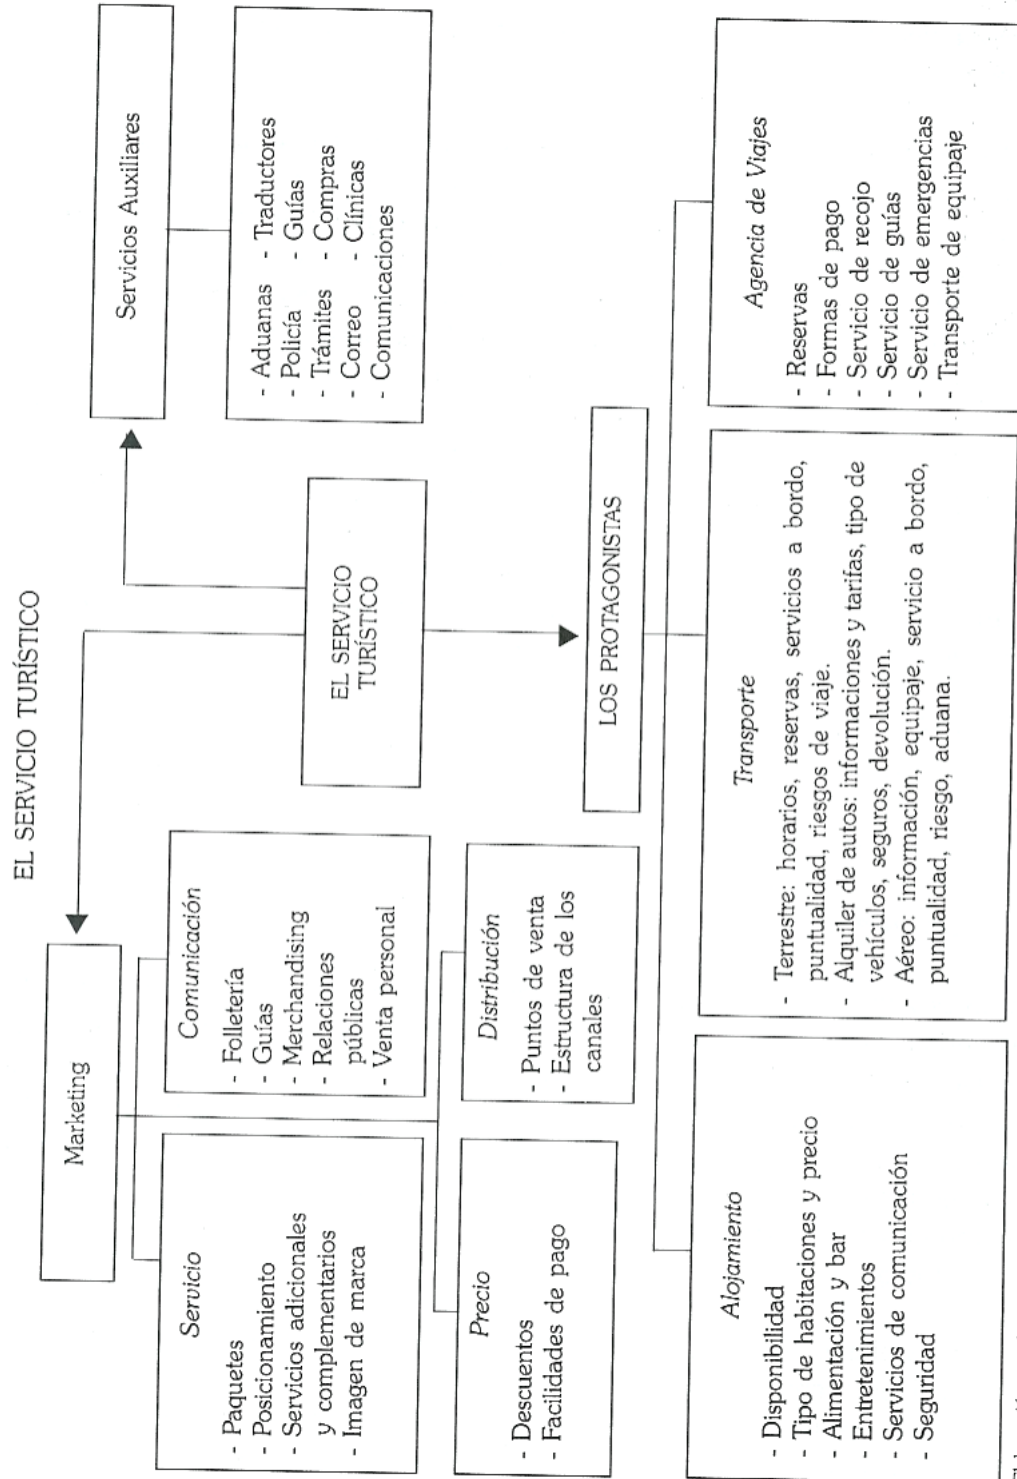 EL SERVICIO TURÍSTICO
Marketing
Servicio
- Paquetes
- Posicionamiento
- Servicios adicionales
y complementarios
- Imagen de marca
Comunicación
- Folletería
- Guías
- Merchandising
- Relaciones
públicas
- Venta personal
Precio
- Descuentos
- Facilidades de pago
Distribución
- Puntos de venta
- Estructura de los
canales
EL SERVICIO
TURÍSTICO
Servicios Auxiliares
- Aduanas - Traductores
- Policía - Guías
- Trámites - Compras
- Correo - Clínicas
- Comunicaciones
LOS PROTAGONISTAS
Alojamiento
- Disponibilidad
- Tipo de habitaciones y precio
- Alimentación y bar
- Entretenimientos
- Servicios de comunicación
- Seguridad
Transporte
- Terrestre: horarios, reservas, servicios a bordo,
puntualidad, riesgos de viaje.
- Alquiler de autos: informaciones y tarifas, tipo de
vehículos, seguros, devolución.
- Aéreo: información, equipaje, servicio a bordo,
puntualidad, riesgo, aduana.
Agencia de Viajes
- Reservas
- Formas de pago
- Servicio de recojo
- Servicio de guías
- Servicio de emergencias
- Transporte de equipaje